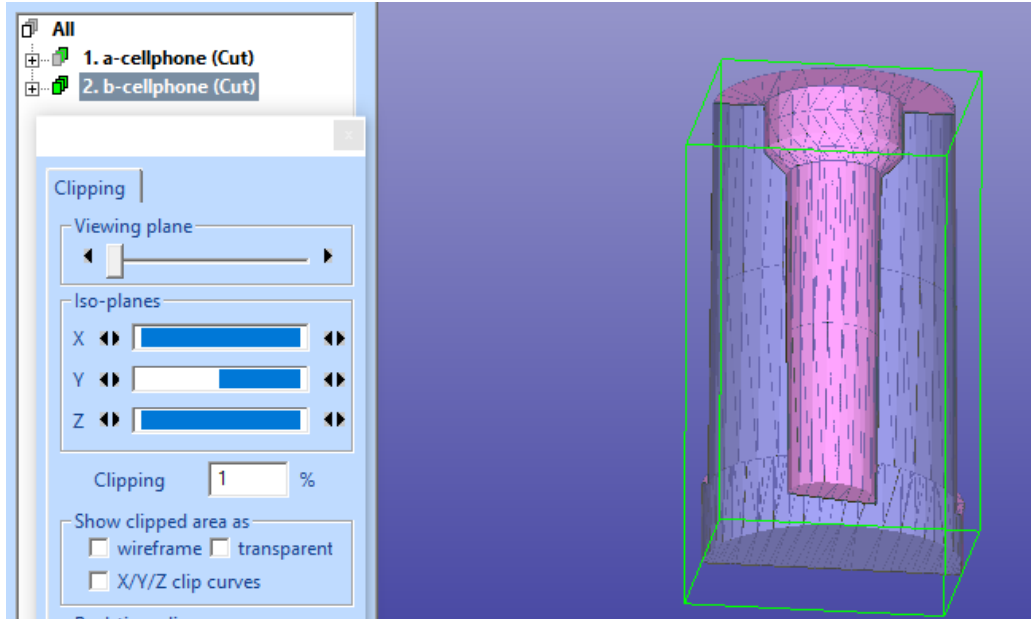 All
1. a-cellphone (Cut)
2. b-cellphone (Cut)
x
Clipping
Viewing plane
Iso-planes
X
Y
Z
Clipping 1 %
Show clipped area as
wireframe transparent
X/Y/Z clip curves